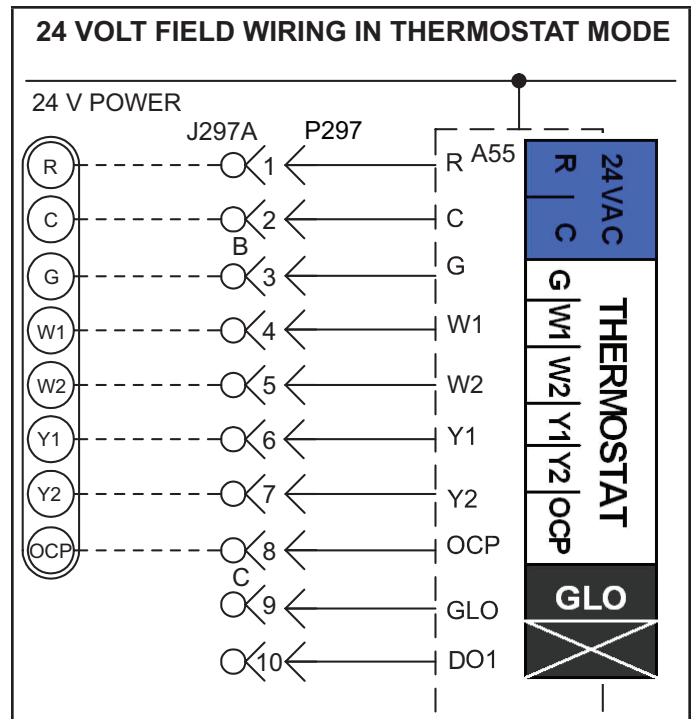 24 VOLT FIELD WIRING IN THERMOSTAT MODE
24 V POWER
J297A P297
R 1 R A55
C 2 C
B
G 3 G
W1 4 W1
W2 5 W2
Y1 6 Y1
Y2 7 Y2
OCP 8 OCP
C
9 GLO
10 DO1
24 VAC
R C
THERMOSTAT
G W1 W2 Y1 Y2 OCP
GLO